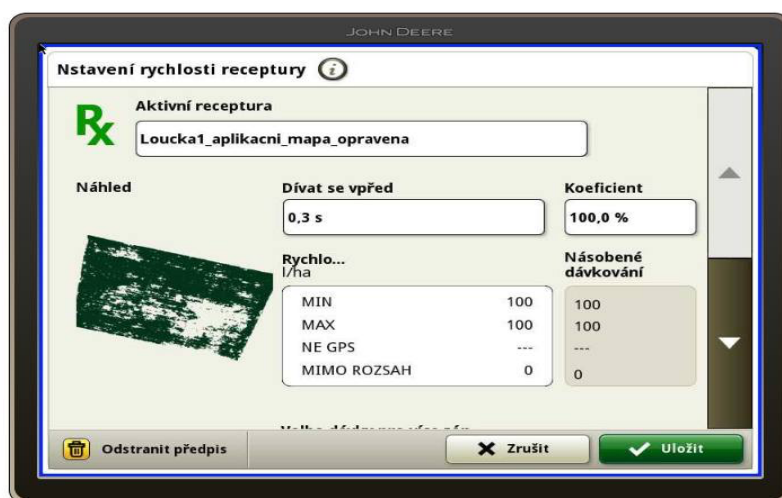 JOHN DEERE
Nstavení rychlosti receptury i
Rx
Aktivní receptura
Loucka1_aplikacni_mapa_opravena
Náhled
Dívat se vpřed
Koeficient
0,3 s
100,0 %
Rychlo...
l/ha
Násobené
dávkování
MIN 100 100
MAX 100 100
NE GPS --- ---
MIMO ROZSAH 0 0
Odstranit předpis
Zrušit
Uložit